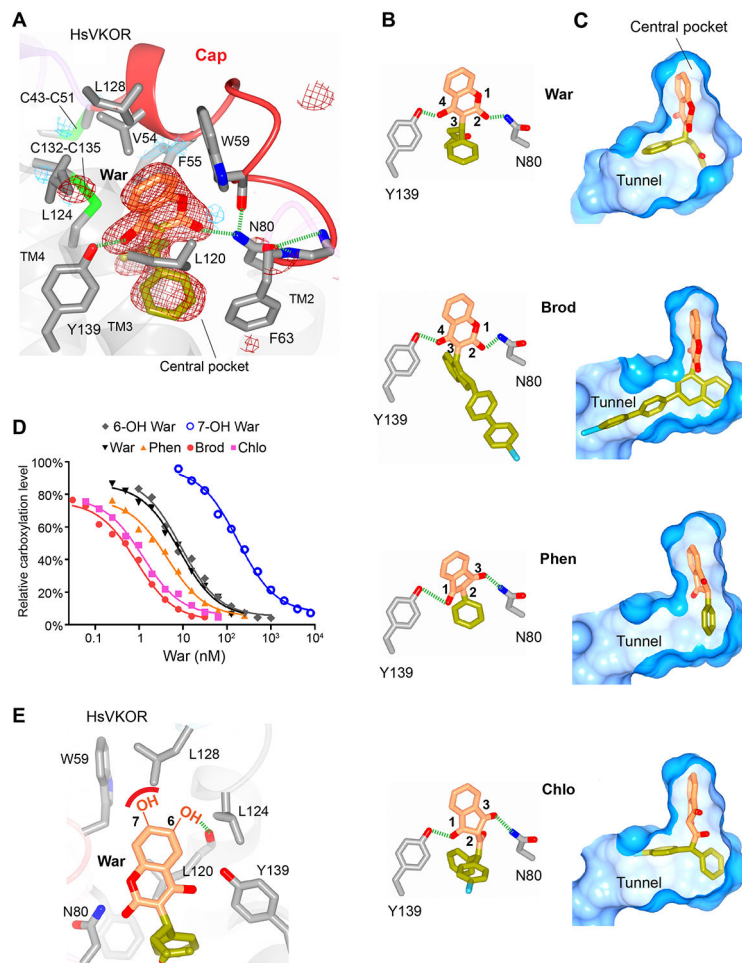 A
HsVKOR
Cap
L128
C43-C51
V54
W59
C132-C135
War
F55
L124
N80
TM4
L120
TM3
TM2
Y139
F63
Central pocket
B
War
4
1
3
2
N80
Y139
Brod
4
1
3
2
N80
Y139
Phen
3
1
2
N80
Y139
Chlo
3
1
2
N80
Y139
C
Central pocket
Tunnel
Tunnel
Tunnel
Tunnel
D
6-OH War 7-OH War
War Phen Brod Chlo
Relative carboxylation level
100%
80%
60%
40%
20%
0%
0.1 1 10 10² 10³ 10⁴
War (nM)
E
HsVKOR
W59
L128
OH
7
6
OH
L124
War
L120
Y139
N80